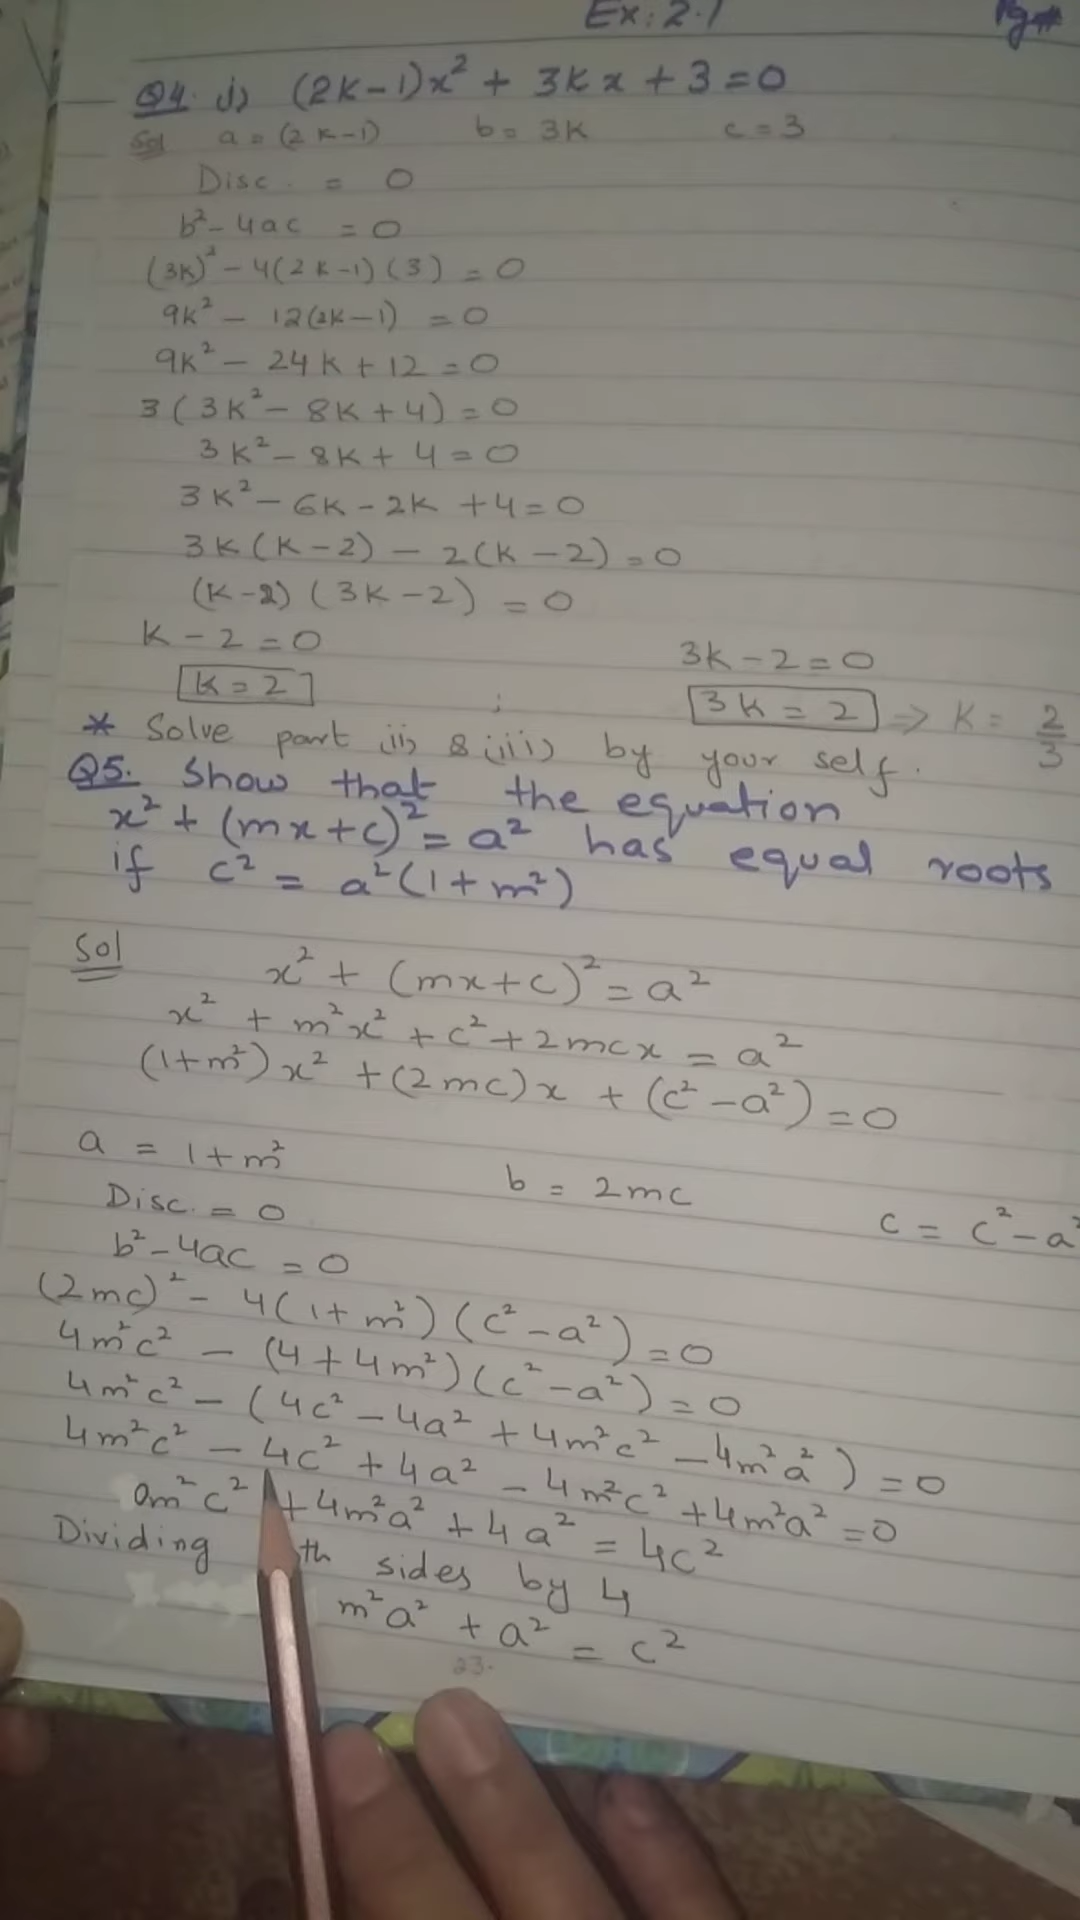 Ex: 2.1 Pg#
Q4. i) (2K-1)x² + 3Kx + 3 = 0
Sol a = (2K-1) b = 3K c = 3
Disc. = 0
b² - 4ac = 0
(3K)² - 4(2K-1)(3) = 0
9K² - 12(2K-1) = 0
9K² - 24K + 12 = 0
3(3K² - 8K + 4) = 0
3K² - 8K + 4 = 0
3K² - 6K - 2K + 4 = 0
3K(K-2) - 2(K-2) = 0
(K-2)(3K-2) = 0
K - 2 = 0 3K - 2 = 0
K = 2 ; 3K = 2 => K = 2/3
* Solve part ii) & iii) by your self.
Q5. Show that the equation
x² + (mx+c)² = a² has equal roots
if c² = a²(1+m²)
Sol
x² + (mx+c)² = a²
x² + m²x² + c² + 2mcx = a²
(1+m²)x² + (2mc)x + (c²-a²) = 0
a = 1+m² b = 2mc c = c²-a²
Disc. = 0
b² - 4ac = 0
(2mc)² - 4(1+m²)(c²-a²) = 0
4m²c² - (4+4m²)(c²-a²) = 0
4m²c² - (4c² - 4a² + 4m²c² - 4m²a²) = 0
4m²c² - 4c² + 4a² - 4m²c² + 4m²a² = 0
0m²c² + 4m²a² + 4a² = 4c²
Dividing th sides by 4
m²a² + a² = c²
23.